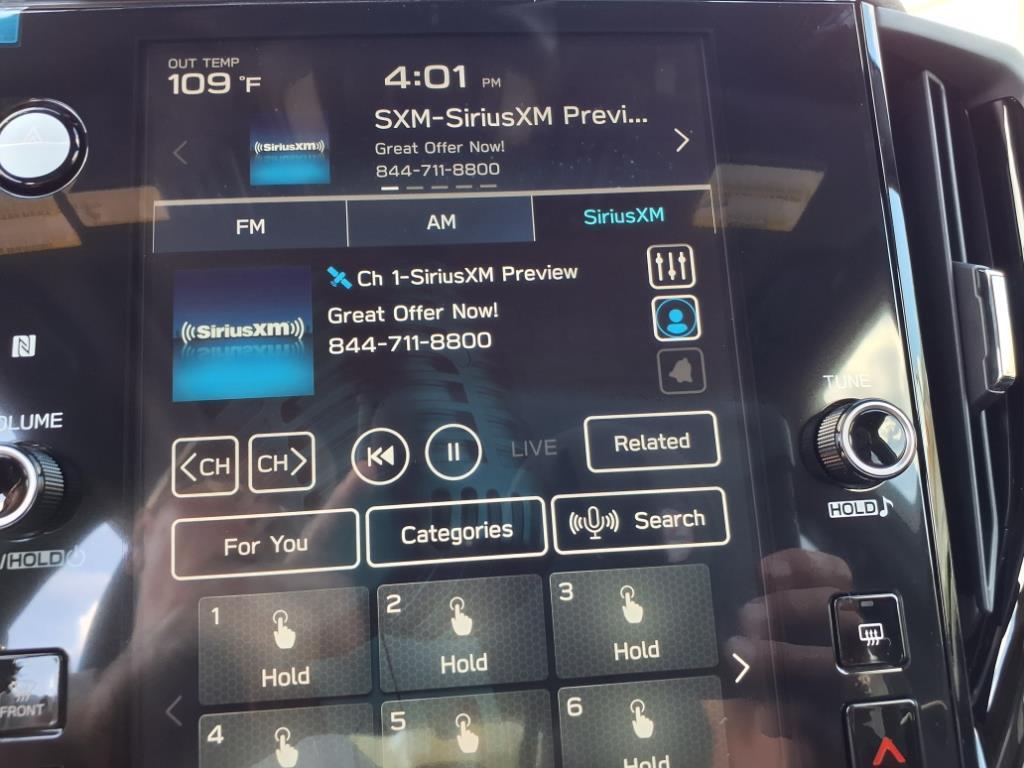 OUT TEMP
109 °F
4:01 PM
SXM-SiriusXM Previ...
((SiriusXM))
Great Offer Now!
844-711-8800
FM
AM
SiriusXM
Ch 1-SiriusXM Preview
Great Offer Now!
844-711-8800
((SiriusXM))
OLUME
TUNE
<CH
CH>
LIVE
Related
HOLD♪
For You
Categories
Search
/HOLD
1
Hold
2
Hold
3
Hold
FRONT
4
5
6
Hold